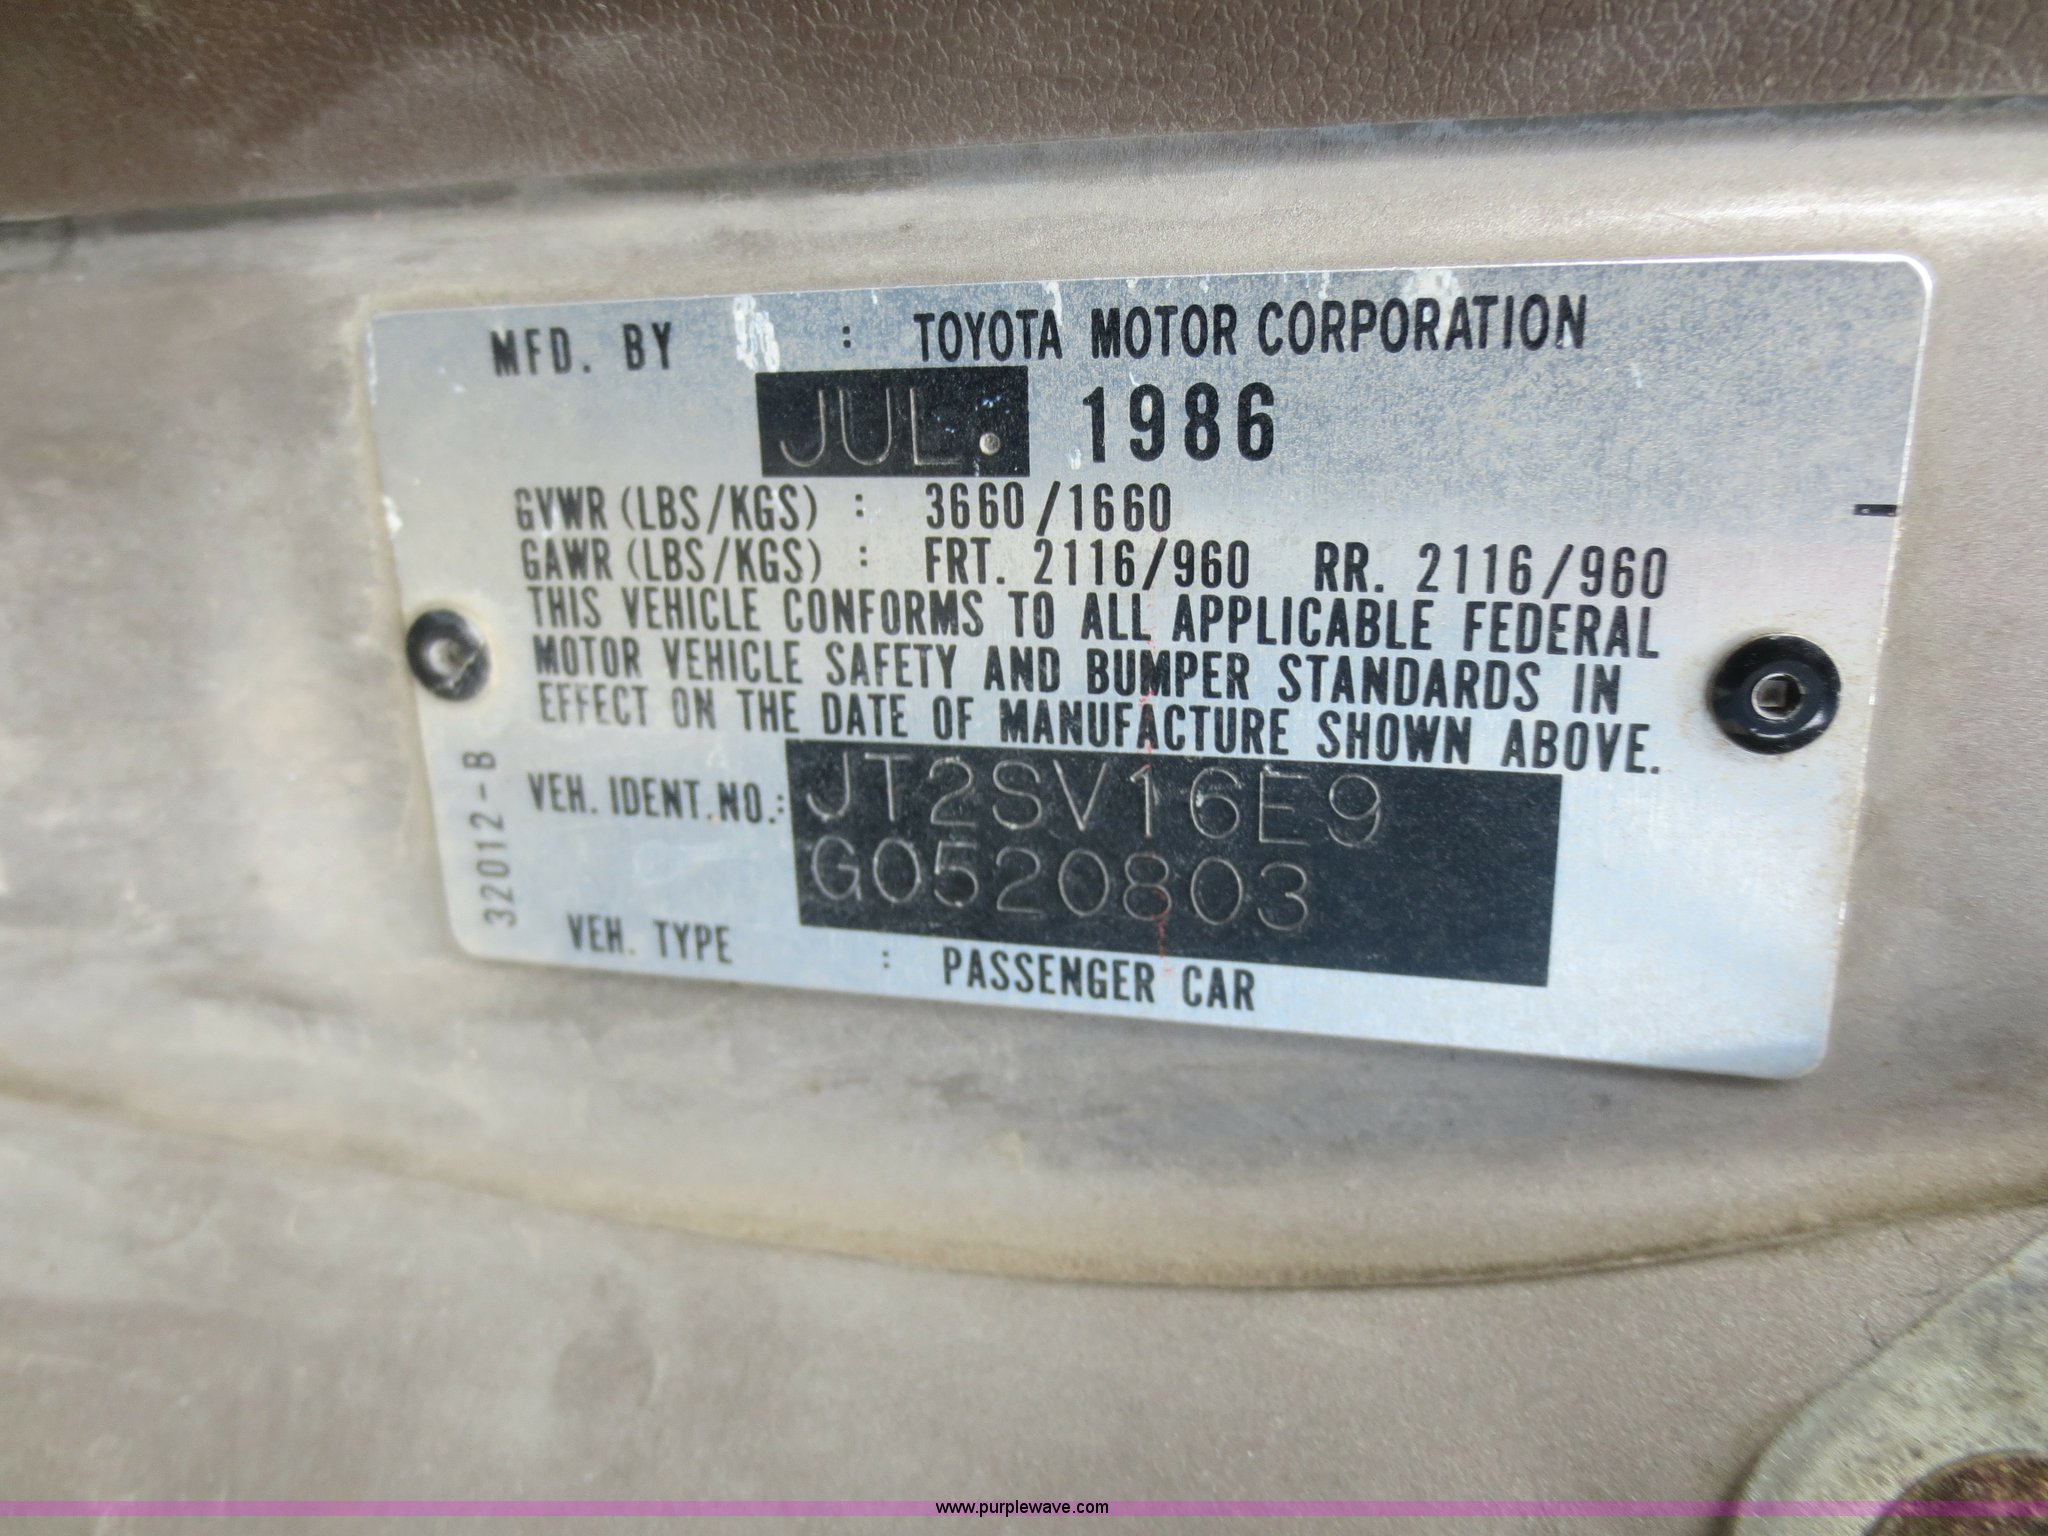 MFD. BY : TOYOTA MOTOR CORPORATION
JUL. 1986
GVWR (LBS/KGS) : 3660/1660
GAWR (LBS/KGS) : FRT. 2116/960 RR. 2116/960
THIS VEHICLE CONFORMS TO ALL APPLICABLE FEDERAL
MOTOR VEHICLE SAFETY AND BUMPER STANDARDS IN
EFFECT ON THE DATE OF MANUFACTURE SHOWN ABOVE.
VEH. IDENT.NO.: JT2SV16E9
G0520803
VEH. TYPE : PASSENGER CAR
32012-B
www.purplewave.com